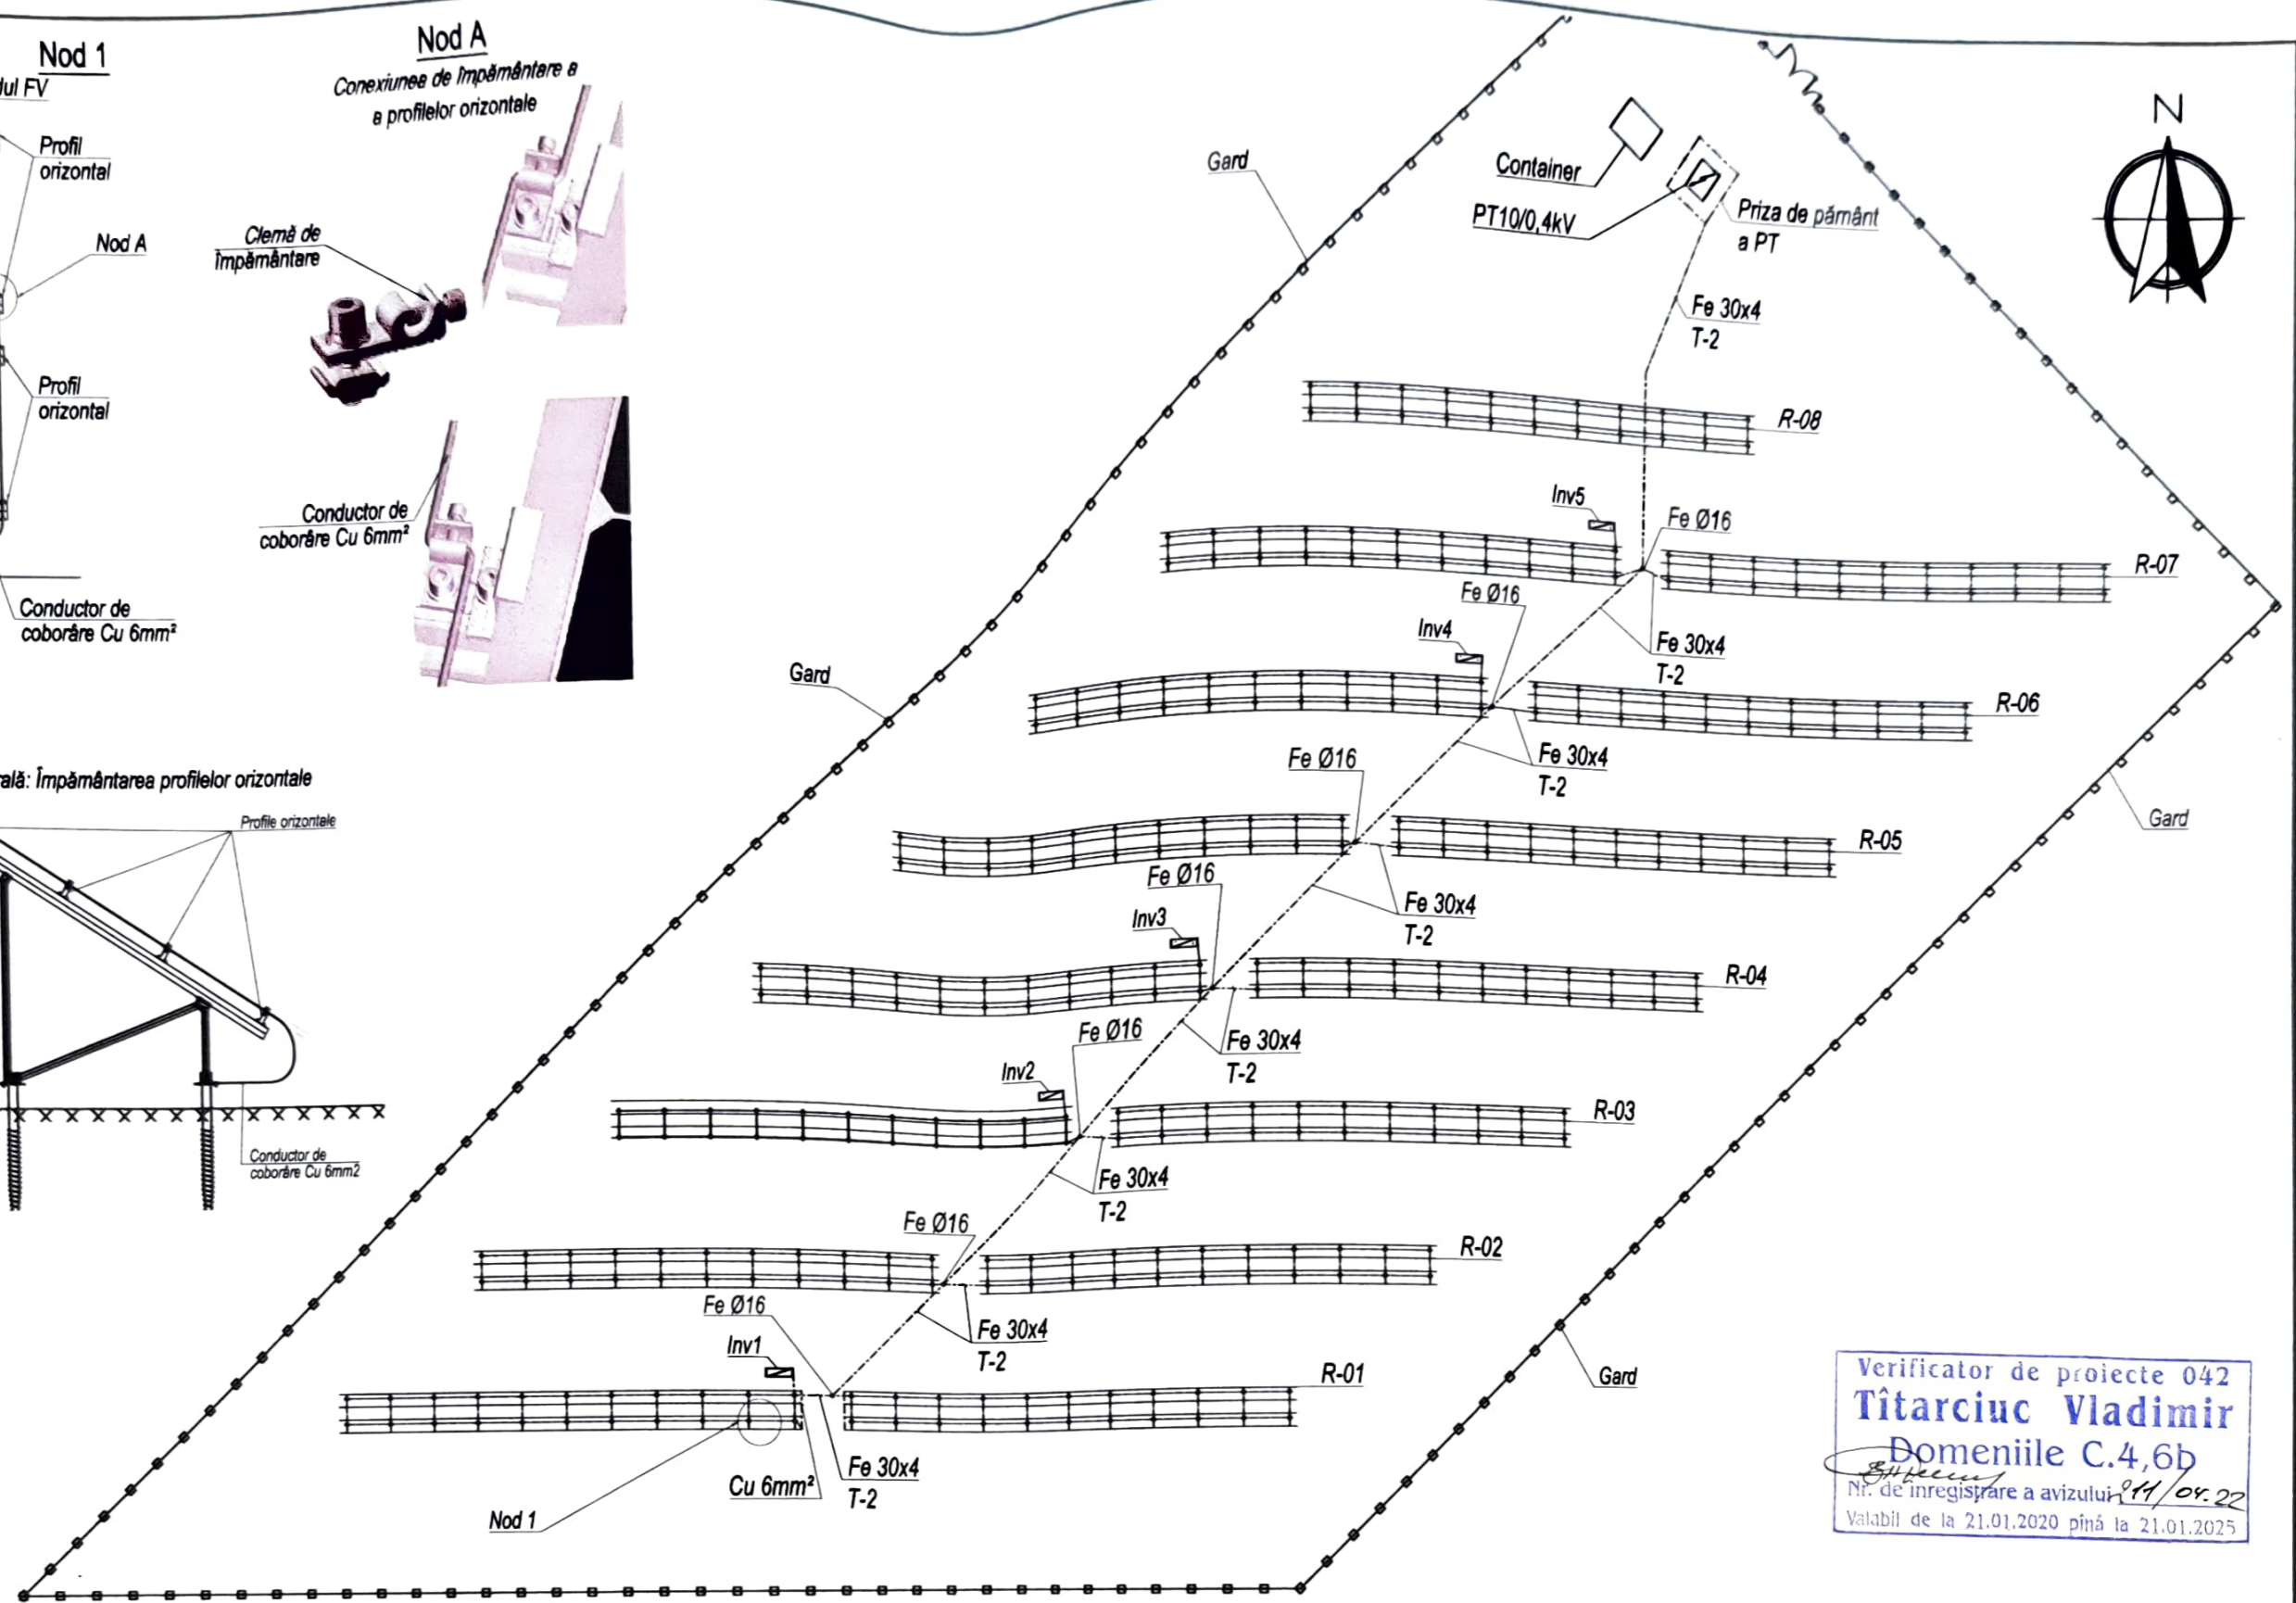 Nod 1
Profil
orizontal
Nod A
Profil
orizontal
Conductor de
coborâre Cu 6mm²
Nod A
Conexiunea de împământare a
a profilelor orizontale
Clemă de
împământare
Conductor de
coborâre Cu 6mm²
Împământarea profilelor orizontale
Profile orizontale
Conductor de
coborâre Cu 6mm2
Gard
Container
PT10/0,4kV
Priza de pământ
a PT
N
Fe 30x4
T-2
R-08
Inv5
Fe Ø16
R-07
Fe Ø16
Inv4
Fe 30x4
T-2
Gard
R-06
Fe Ø16
Fe 30x4
T-2
Gard
R-05
Fe Ø16
Fe 30x4
T-2
Inv3
R-04
Fe Ø16
Fe 30x4
T-2
Inv2
R-03
Fe 30x4
T-2
Fe Ø16
R-02
Fe Ø16
Fe 30x4
T-2
Inv1
R-01
Gard
Fe 30x4
T-2
Cu 6mm²
Nod 1
Verificator de proiecte 042
Tîtarciuc Vladimir
Domeniile C.4,6b
Nr. de inregistrare a avizului 04.22
Valabil de la 21.01.2020 pînă la 21.01.2025